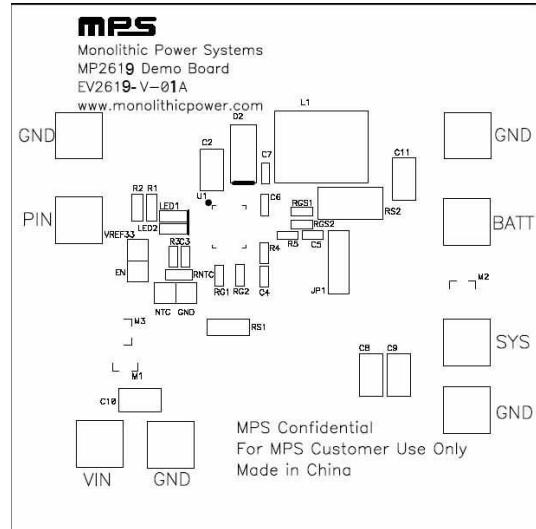 mPS
Monolithic Power Systems
MP2619 Demo Board
EV2619-V-01A
www.monolithicpower.com
GND
PIN
GND
BATT
SYS
GND
VIN
GND
L1
D2
C2
C7
C11
U1
C6
R2 R1
LED1
LED2
RGS1
RGS2
RS2
VREF33
R3 C3
R4
R5
C5
EN
RNTC
RG1
RG2
C4
JP1
M2
NTC
GND
M3
RS1
M1
C8
C9
C10
MPS Confidential
For MPS Customer Use Only
Made in China